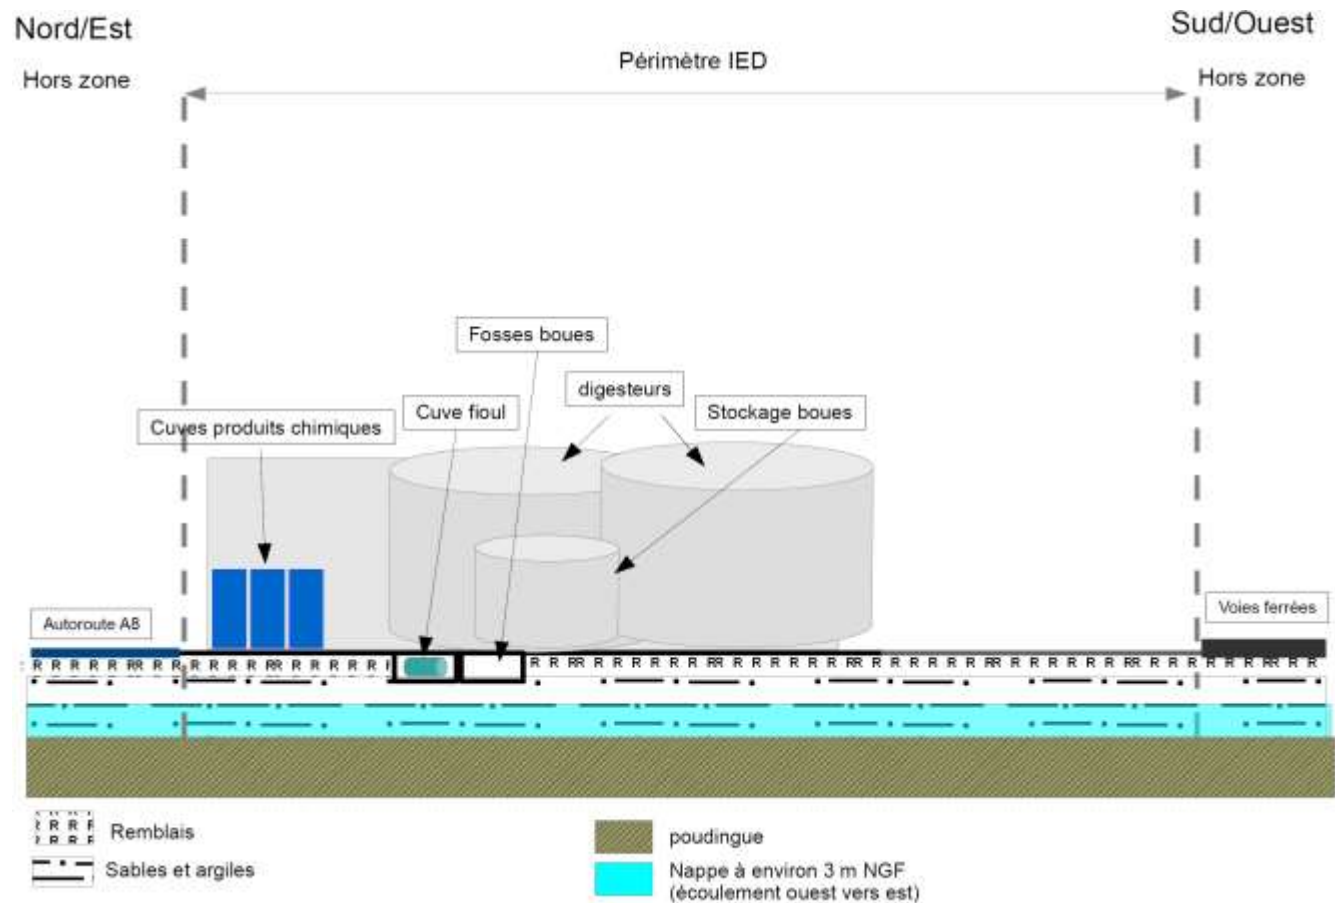 Nord/Est
Sud/Ouest
Hors zone
Périmètre IED
Hors zone
Fosses boues
Cuve fioul
digesteurs
Stockage boues
Cuves produits chimiques
Autoroute A8
Voies ferrées
Remblais
Sables et argiles
poudingue
Nappe à environ 3 m NGF
(écoulement ouest vers est)